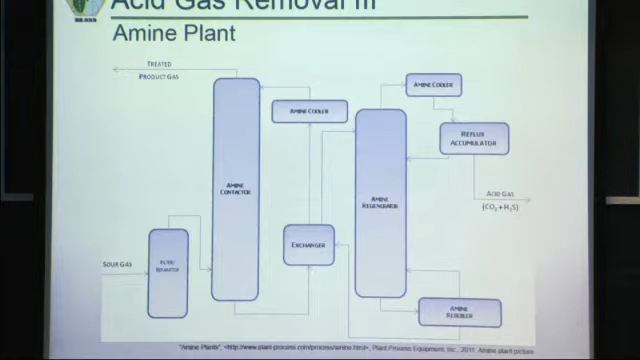 Acid Gas Removal III
Amine Plant
TREATED
PRODUCT GAS
AMINE COOLER
AMINE COOLER
REFLUX
ACCUMULATOR
AMINE
CONTACTOR
AMINE
REGENERATOR
ACID GAS
(CO₂ + H₂S)
EXCHANGER
SOUR GAS
FILTER/
SEPARATOR
AMINE
REBOILER
"Amine Plants", <http://www.plant-process.com/process/amine.html>, Plant Process Equipment, Inc., 2011. Amine plant picture